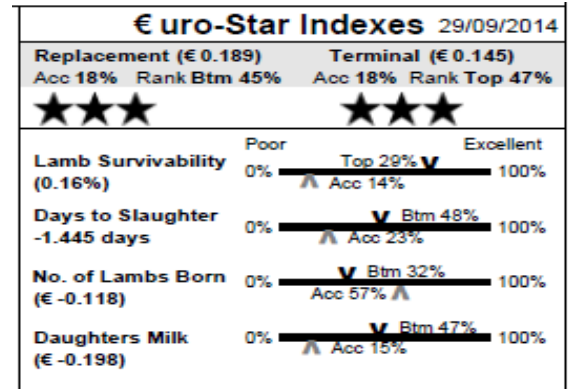 € uro-Star Indexes 29/09/2014
Replacement (€ 0.189) Terminal (€ 0.145)
Acc 18% Rank Btm 45% Acc 18% Rank Top 47%
Poor Excellent
Lamb Survivability 0% Top 29% 100%
(0.16%) Acc 14%
Days to Slaughter 0% Btm 48% 100%
-1.445 days Acc 23%
No. of Lambs Born 0% Btm 32% 100%
(€ -0.118) Acc 57%
Daughters Milk 0% Btm 47% 100%
(€ -0.198) Acc 15%